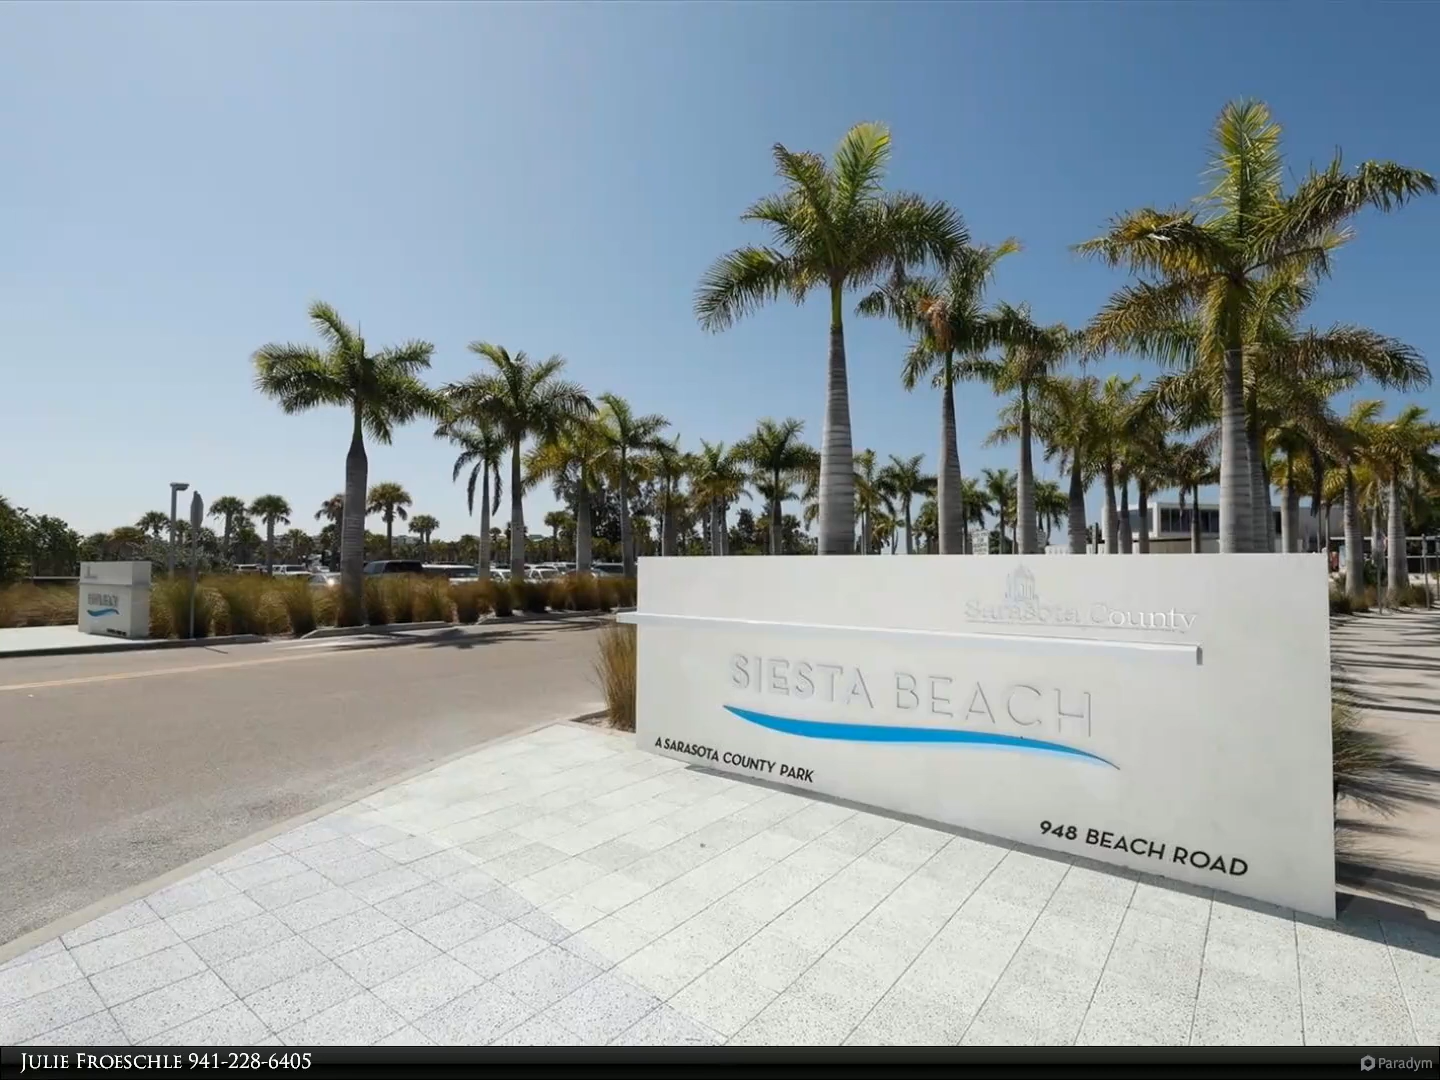 Sarasota County
SIESTA BEACH
A SARASOTA COUNTY PARK
948 BEACH ROAD
JULIE FROESCHLE 941-228-6405
Paradym